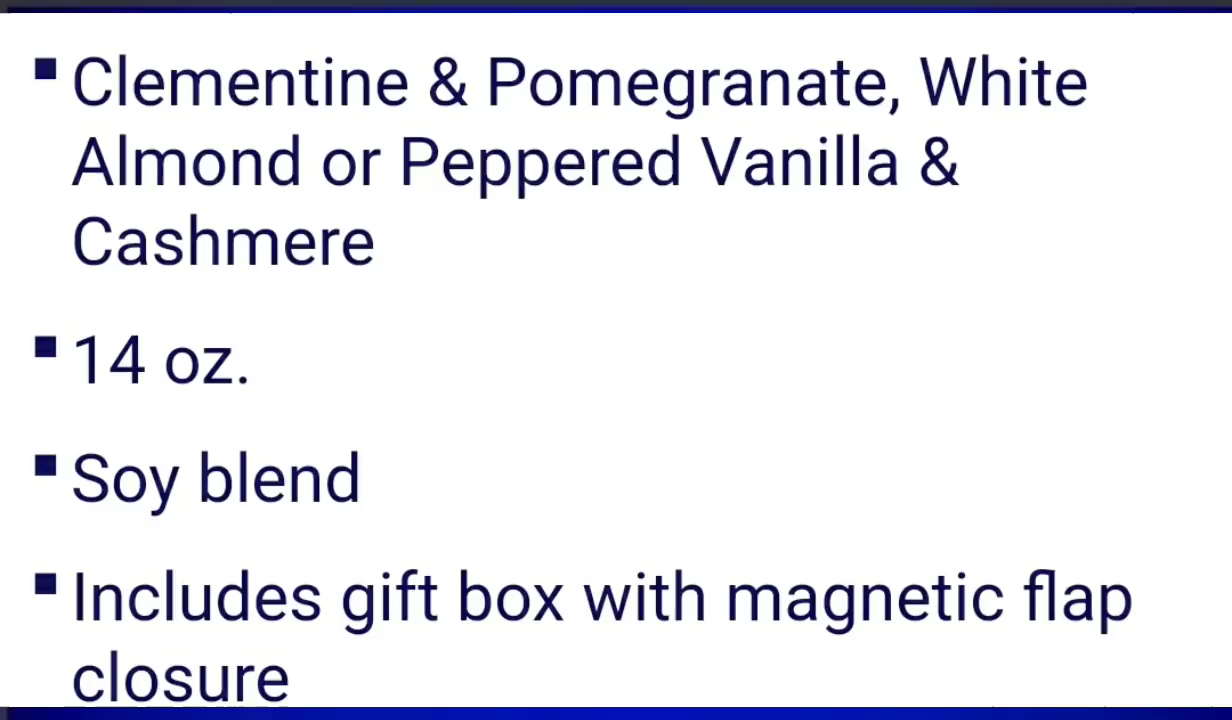 ▪ Clementine & Pomegranate, White
Almond or Peppered Vanilla &
Cashmere
▪ 14 oz.
▪ Soy blend
▪ Includes gift box with magnetic flap
closure